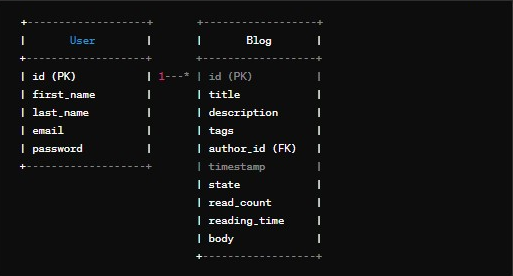 +------------------+       +------------------+
|       User       |       |       Blog       |
+------------------+       +------------------+
| id (PK)          | 1---* | id (PK)          |
| first_name       |       | title            |
| last_name        |       | description      |
| email            |       | tags             |
| password         |       | author_id (FK)   |
+------------------+       | timestamp        |
                           | state            |
                           | read_count       |
                           | reading_time     |
                           | body             |
                           +------------------+